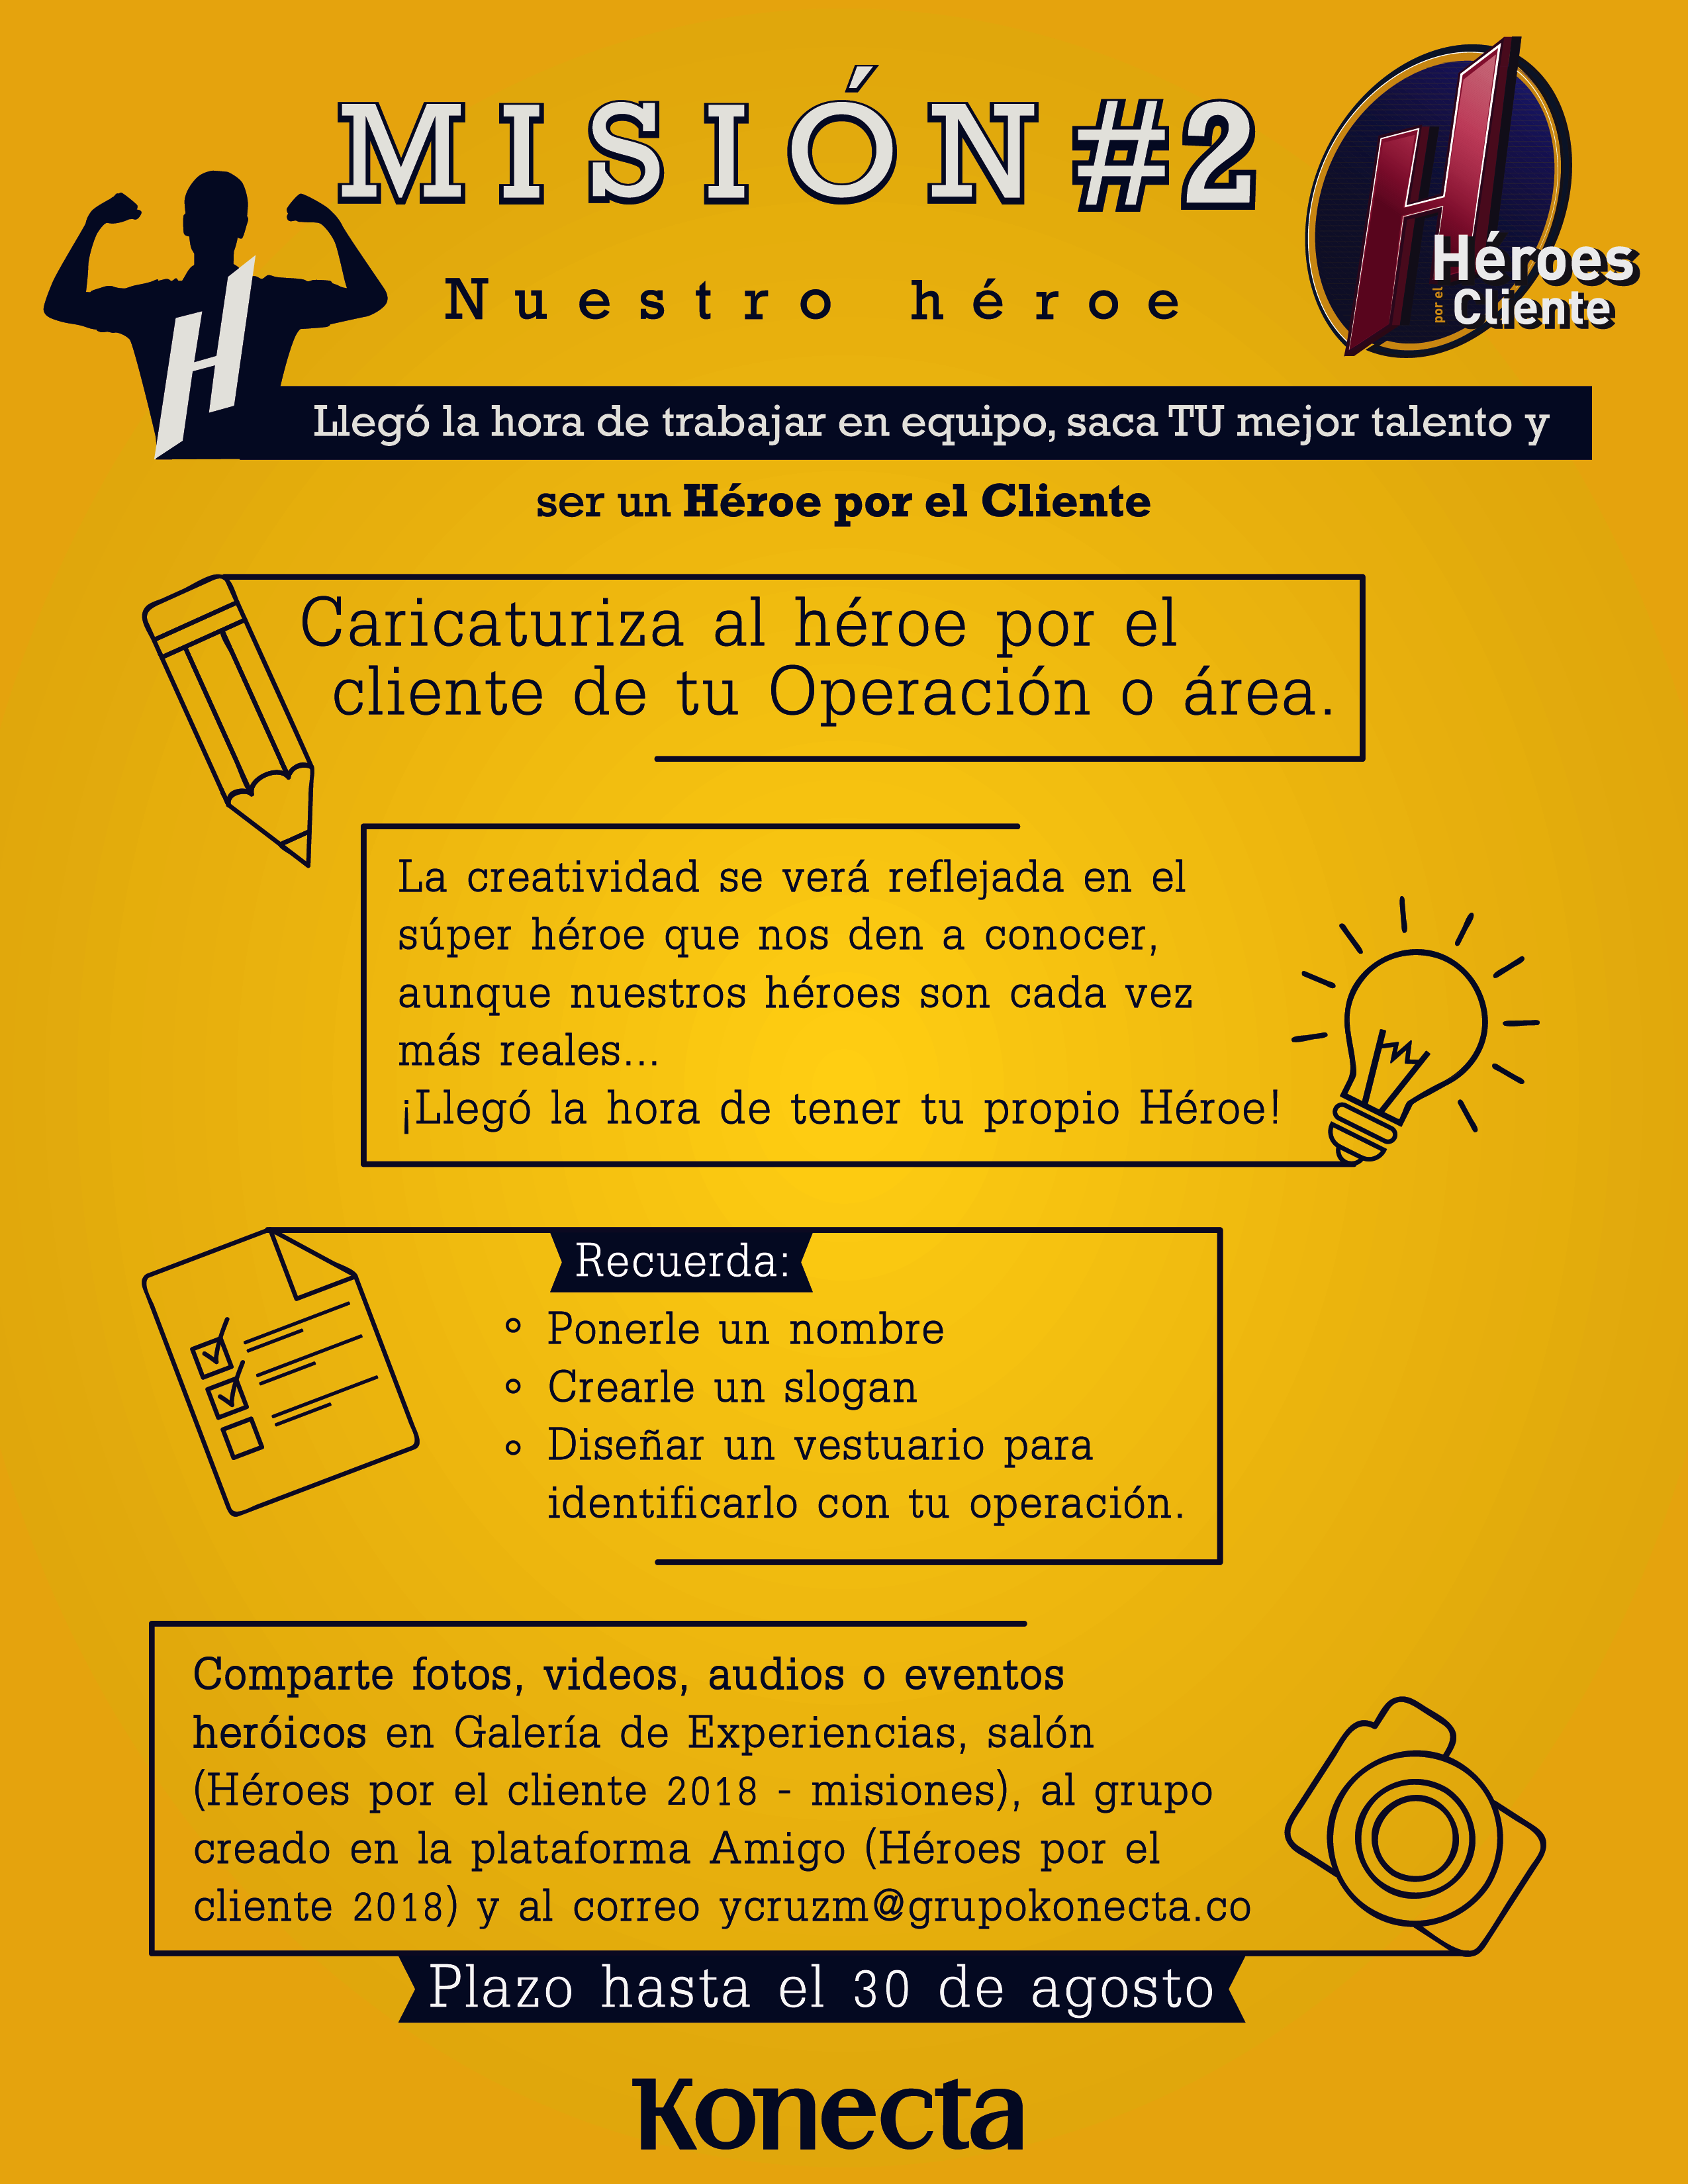 MISIÓN #2
Nuestro héroe
H
Héroes
por el
Cliente
H
Llegó la hora de trabajar en equipo, saca TU mejor talento y
ser un Héroe por el Cliente
Caricaturiza al héroe por el
cliente de tu Operación o área.
La creatividad se verá reflejada en el
súper héroe que nos den a conocer,
aunque nuestros héroes son cada vez
más reales...
¡Llegó la hora de tener tu propio Héroe!
Recuerda:
Ponerle un nombre
Crearle un slogan
Diseñar un vestuario para
identificarlo con tu operación.
Comparte fotos, videos, audios o eventos
heróicos en Galería de Experiencias, salón
(Héroes por el cliente 2018 - misiones), al grupo
creado en la plataforma Amigo (Héroes por el
cliente 2018) y al correo ycruzm@grupokonecta.co
Plazo hasta el 30 de agosto
Konecta